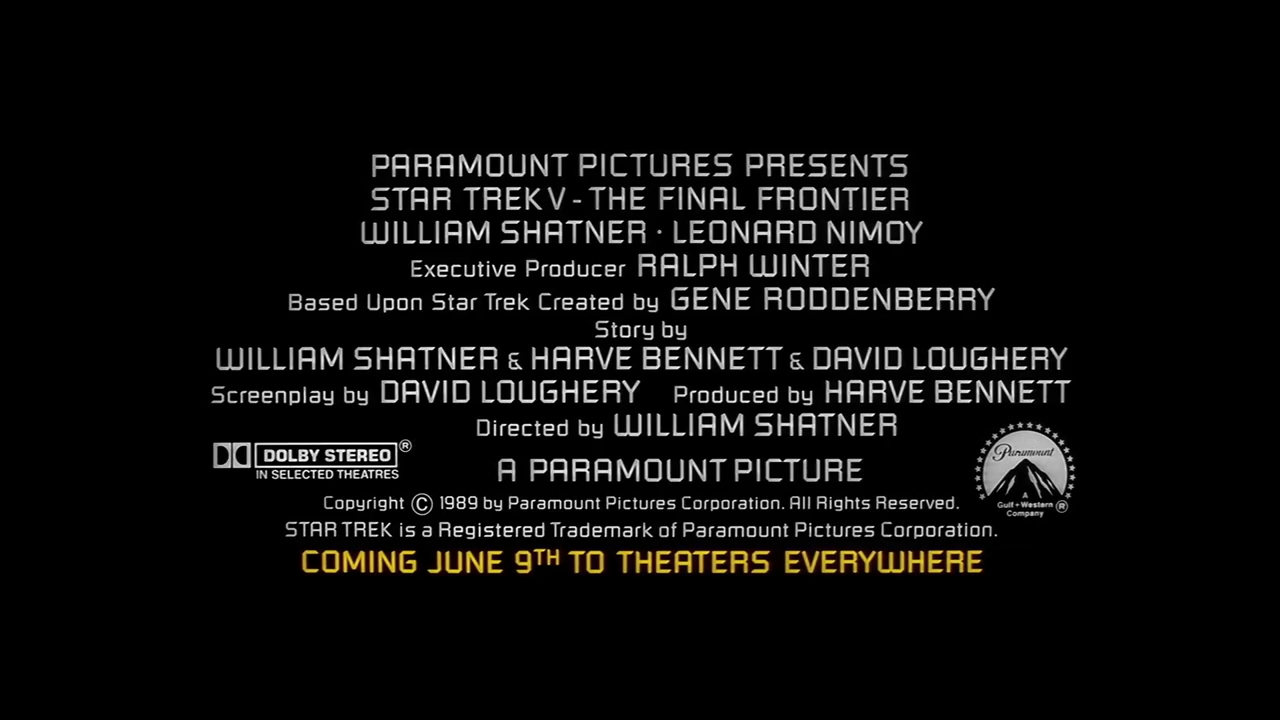 PARAMOUNT PICTURES PRESENTS
STAR TREK V - THE FINAL FRONTIER
WILLIAM SHATNER · LEONARD NIMOY
Executive Producer RALPH WINTER
Based Upon Star Trek Created by GENE RODDENBERRY
Story by
WILLIAM SHATNER & HARVE BENNETT & DAVID LOUGHERY
Screenplay by DAVID LOUGHERY Produced by HARVE BENNETT
Directed by WILLIAM SHATNER
DOLBY STEREO®
IN SELECTED THEATRES
A PARAMOUNT PICTURE
Paramount
A
Gulf+Western
Company ®
Copyright © 1989 by Paramount Pictures Corporation. All Rights Reserved.
STAR TREK is a Registered Trademark of Paramount Pictures Corporation.
COMING JUNE 9TH TO THEATERS EVERYWHERE